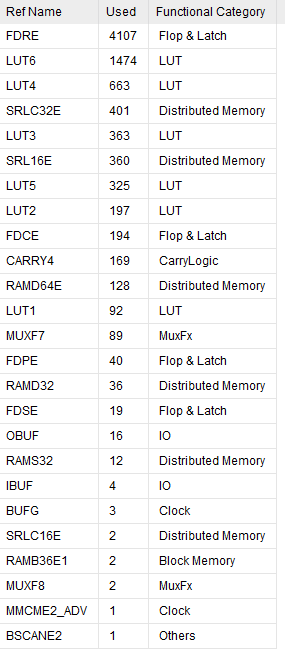 Ref Name Used Functional Category
FDRE 4107 Flop & Latch
LUT6 1474 LUT
LUT4 663 LUT
SRLC32E 401 Distributed Memory
LUT3 363 LUT
SRL16E 360 Distributed Memory
LUT5 325 LUT
LUT2 197 LUT
FDCE 194 Flop & Latch
CARRY4 169 CarryLogic
RAMD64E 128 Distributed Memory
LUT1 92 LUT
MUXF7 89 MuxFx
FDPE 40 Flop & Latch
RAMD32 36 Distributed Memory
FDSE 19 Flop & Latch
OBUF 16 IO
RAMS32 12 Distributed Memory
IBUF 4 IO
BUFG 3 Clock
SRLC16E 2 Distributed Memory
RAMB36E1 2 Block Memory
MUXF8 2 MuxFx
MMCME2_ADV 1 Clock
BSCANE2 1 Others